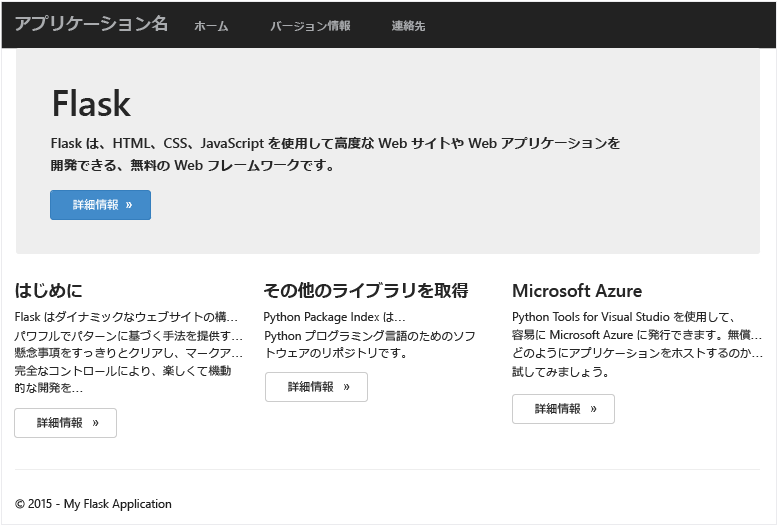 アプリケーション名 ホーム バージョン情報 連絡先
Flask
Flask は、HTML、CSS、JavaScript を使用して高度な Web サイトや Web アプリケーションを
開発できる、無料の Web フレームワークです。
詳細情報 »
はじめに
Flask はダイナミックなウェブサイトの構...
パワフルでパターンに基づく手法を提供す...
懸念事項をすっきりとクリアし、マークア...
完全なコントロールにより、楽しくて機動
的な開発を...
詳細情報 »
その他のライブラリを取得
Python Package Index は...
Python プログラミング言語のためのソフ
トウェアのリポジトリです。
詳細情報 »
Microsoft Azure
Python Tools for Visual Studio を使用して、
容易に Microsoft Azure に発行できます。無償...
どのようにアプリケーションをホストするのか...
試してみましょう。
詳細情報 »
© 2015 - My Flask Application